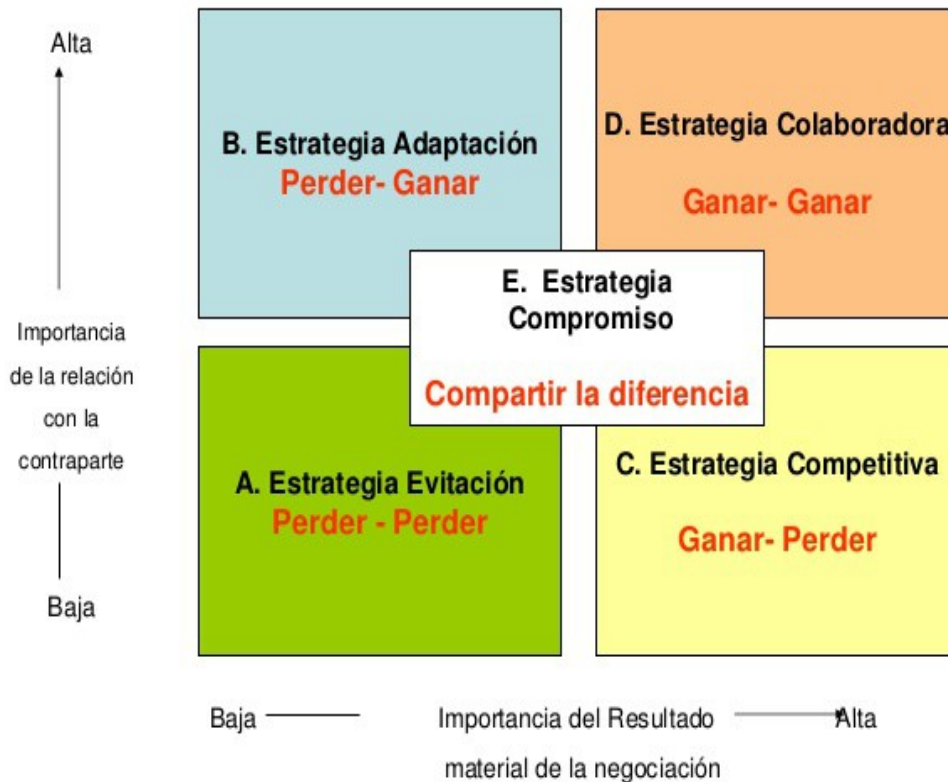 Alta
Importancia
de la relación
con la
contraparte
Baja
B. Estrategia Adaptación
Perder- Ganar
D. Estrategia Colaboradora
Ganar- Ganar
E. Estrategia
Compromiso
Compartir la diferencia
A. Estrategia Evitación
Perder - Perder
C. Estrategia Competitiva
Ganar- Perder
Baja
Importancia del Resultado
material de la negociación
Alta